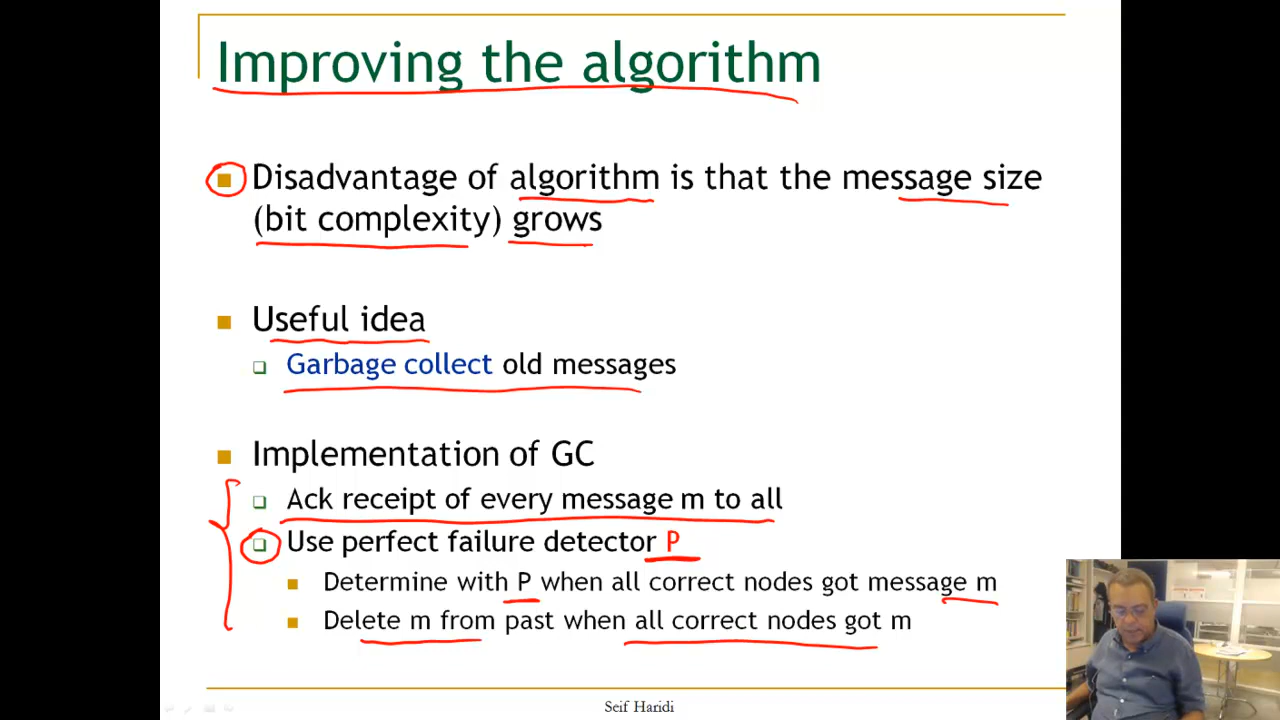 Improving the algorithm
Disadvantage of algorithm is that the message size
(bit complexity) grows
Useful idea
Garbage collect old messages
Implementation of GC
Ack receipt of every message m to all
Use perfect failure detector P
Determine with P when all correct nodes got message m
Delete m from past when all correct nodes got m
Seif Haridi